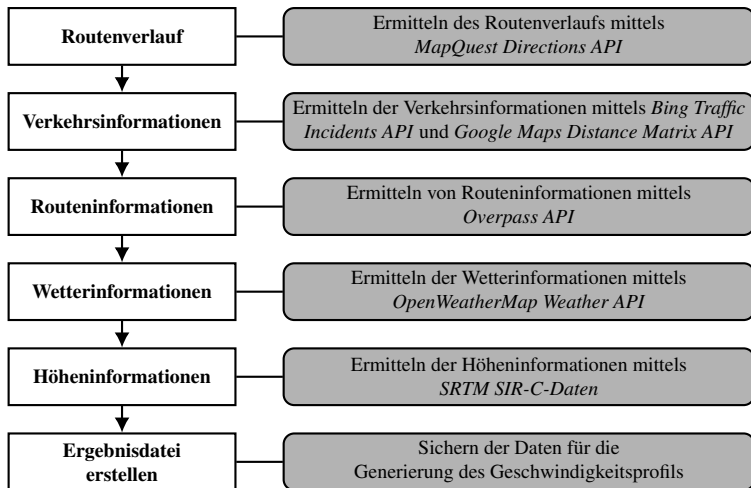 Routenverlauf
Ermitteln des Routenverlaufs mittels
MapQuest Directions API
Verkehrsinformationen
Ermitteln der Verkehrsinformationen mittels Bing Traffic
Incidents API und Google Maps Distance Matrix API
Routeninformationen
Ermitteln von Routeninformationen mittels
Overpass API
Wetterinformationen
Ermitteln der Wetterinformationen mittels
OpenWeatherMap Weather API
Höheninformationen
Ermitteln der Höheninformationen mittels
SRTM SIR-C-Daten
Ergebnisdatei
erstellen
Sichern der Daten für die
Generierung des Geschwindigkeitsprofils